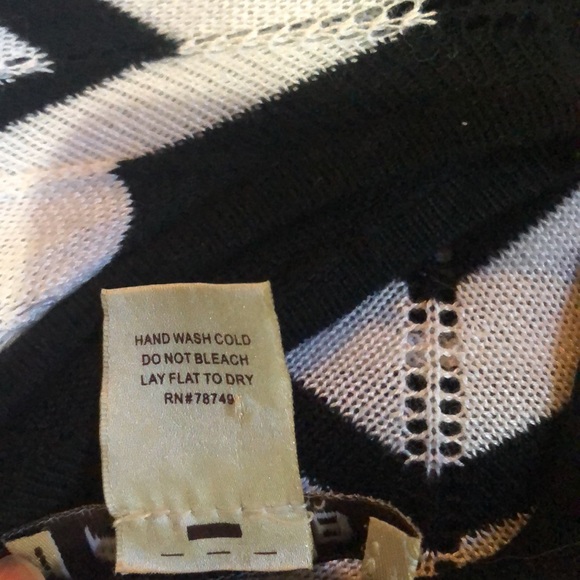 HAND WASH COLD
DO NOT BLEACH
LAY FLAT TO DRY
RN#78749